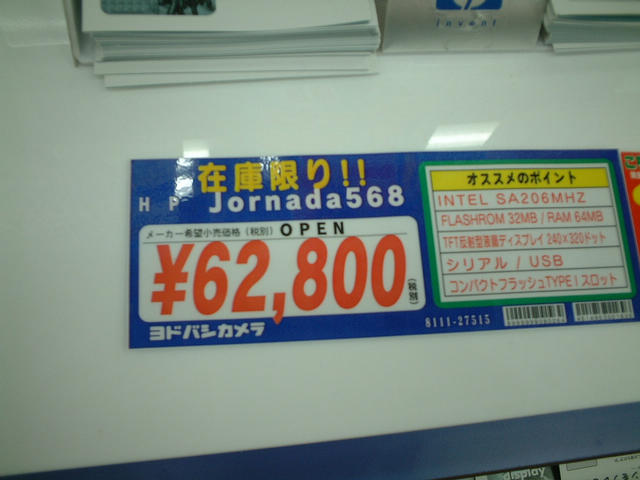 invent
在庫限り!!
HP Jornada568
メーカー希望小売価格(税別) OPEN
¥62,800
(税別)
ヨドバシカメラ
オススメのポイント
INTEL SA206MHZ
FLASHROM 32MB / RAM 64MB
TFT反射型液晶ディスプレイ 240×320ドット
シリアル / USB
コンパクトフラッシュTYPEⅠスロット
8111-27515
display